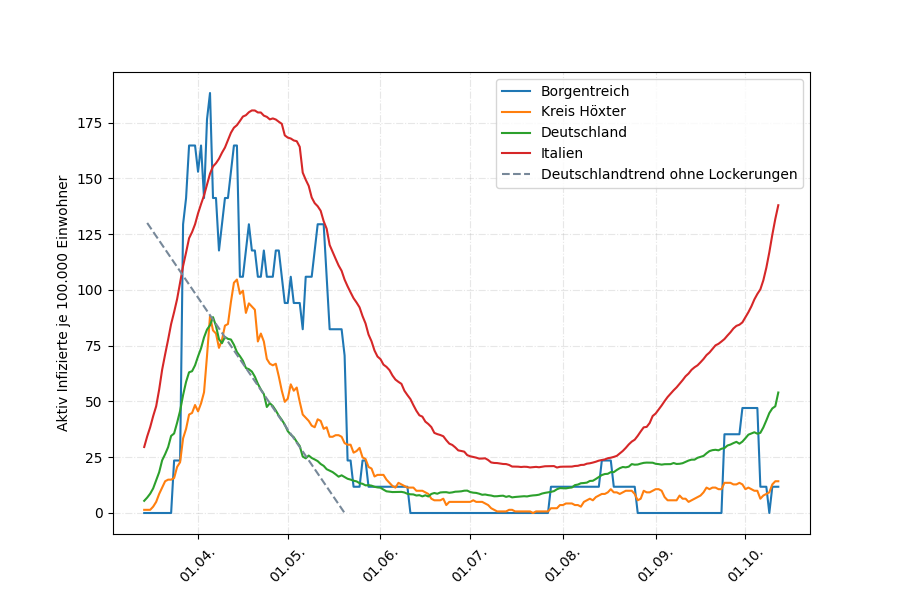 Borgentreich
Kreis Höxter
Deutschland
Italien
Deutschlandtrend ohne Lockerungen
Aktiv Infizierte je 100.000 Einwohner
175
150
125
100
75
50
25
0
01.04.
01.05.
01.06.
01.07.
01.08.
01.09.
01.10.